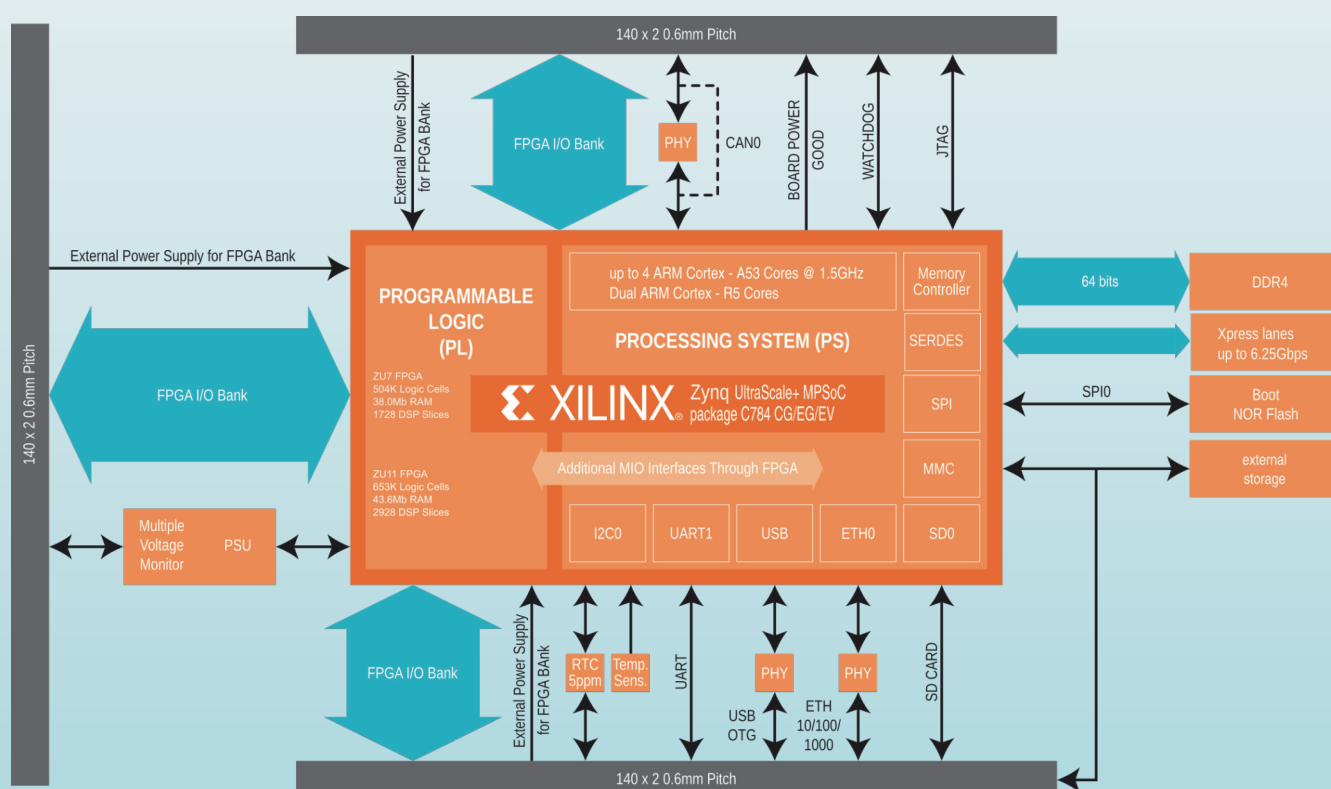 140 x 2 0.6mm Pitch
External Power Supply
for FPGA BAnk
FPGA I/O Bank
PHY
CAN0
BOARD POWER
GOOD
WATCHDOG
JTAG
140 x 2 0.6mm Pitch
External Power Supply for FPGA Bank
FPGA I/O Bank
Multiple
Voltage
Monitor
PSU
PROGRAMMABLE
LOGIC
(PL)
ZU7 FPGA
504K Logic Cells
38.0Mb RAM
1728 DSP Slices
ZU11 FPGA
653K Logic Cells
43.6Mb RAM
2928 DSP Slices
up to 4 ARM Cortex - A53 Cores @ 1.5GHz
Dual ARM Cortex - R5 Cores
PROCESSING SYSTEM (PS)
XILINX®
Zynq UltraScale+ MPSoC
package C784 CG/EG/EV
Additional MIO Interfaces Through FPGA
Memory
Controller
SERDES
SPI
MMC
I2C0
UART1
USB
ETH0
SD0
64 bits
DDR4
Xpress lanes
up to 6.25Gbps
SPI0
Boot
NOR Flash
external
storage
FPGA I/O Bank
External Power Supply
for FPGA BAnk
RTC
5ppm
Temp.
Sens.
UART
PHY
USB
OTG
PHY
ETH
10/100/
1000
SD CARD
140 x 2 0.6mm Pitch